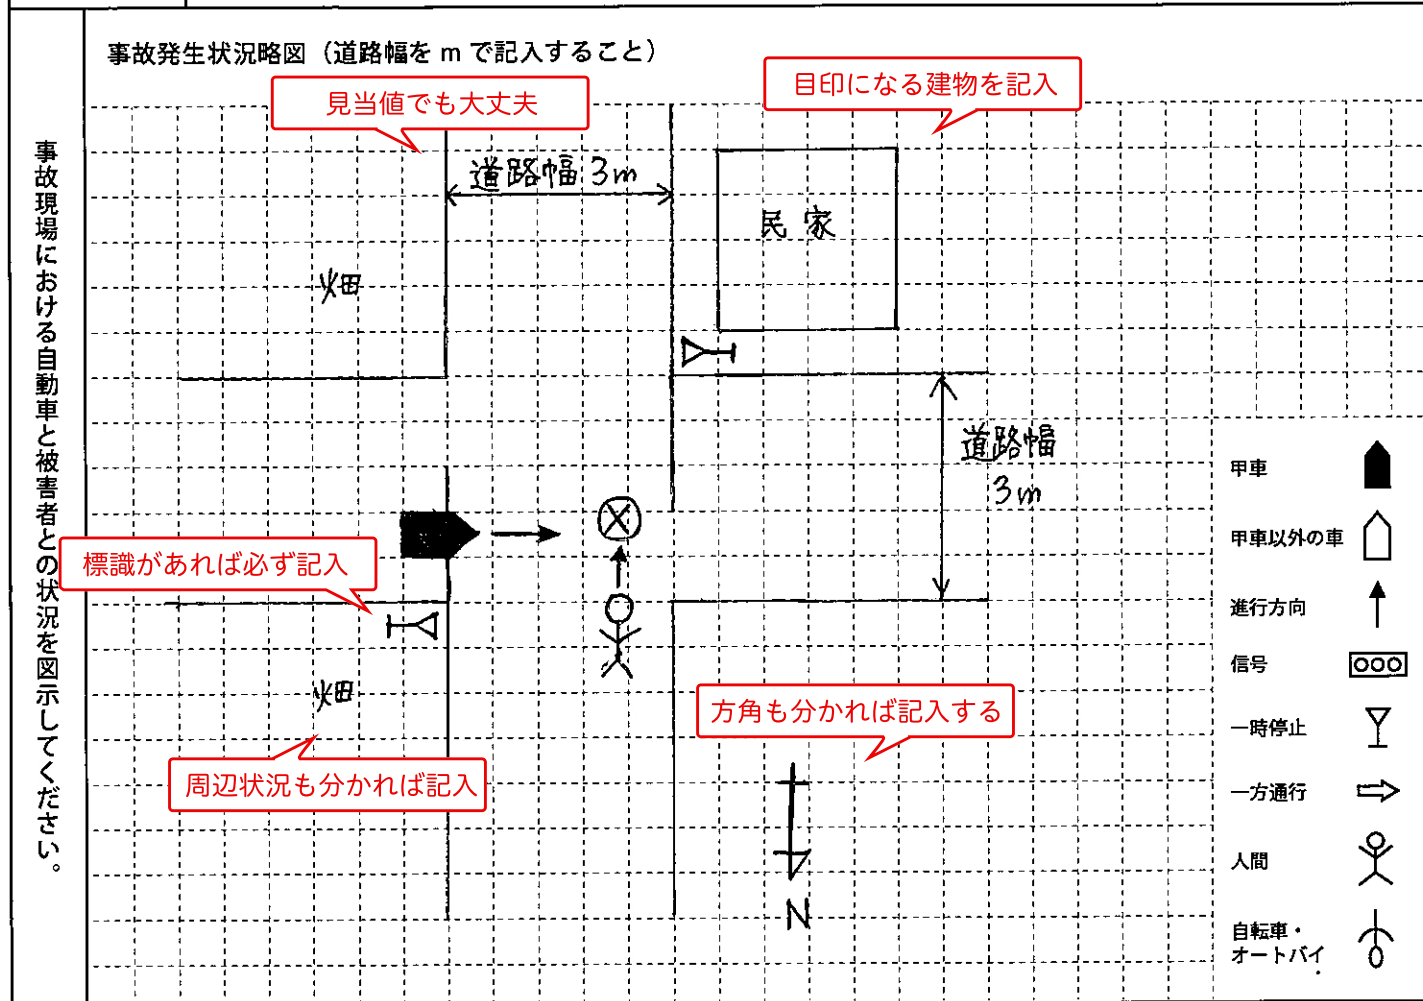 事故発生状況略図（道路幅を m で記入すること）
見当値でも大丈夫
目印になる建物を記入
事故現場における自動車と被害者との状況を図示してください。
道路幅 3m
民家
畑
道路幅
3m
標識があれば必ず記入
畑
方角も分かれば記入する
周辺状況も分かれば記入
N
甲車
甲車以外の車
進行方向
信号
一時停止
一方通行
人間
自転車・
オートバイ